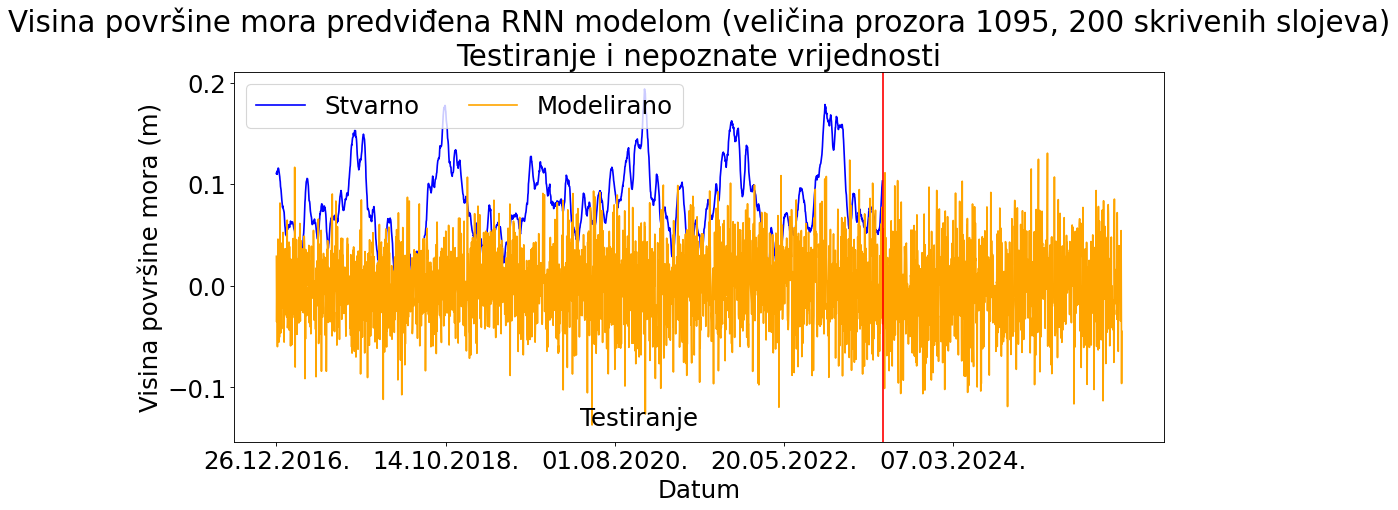 Visina površine mora predviđena RNN modelom (veličina prozora 1095, 200 skrivenih slojeva)
Testiranje i nepoznate vrijednosti
Stvarno
Modelirano
Visina površine mora (m)
0.2
0.1
0.0
−0.1
Testiranje
26.12.2016.
14.10.2018.
01.08.2020.
20.05.2022.
07.03.2024.
Datum